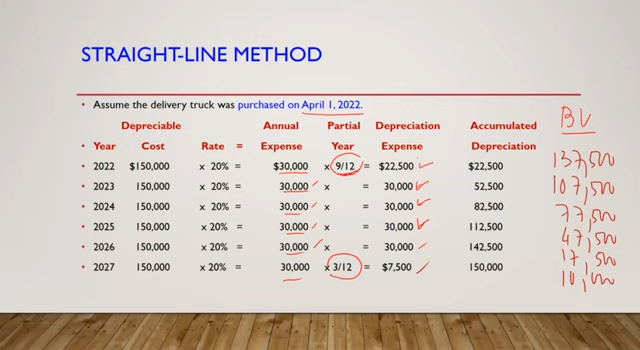 STRAIGHT-LINE METHOD
• Assume the delivery truck was purchased on April 1, 2022.
BV
Depreciable Annual Partial Depreciation Accumulated
• Year Cost Rate = Expense Year Expense Depreciation
• 2022 $150,000 x 20% = $30,000 x 9/12 = $22,500 $22,500 137,500
• 2023 150,000 x 20% = 30,000 x = 30,000 52,500 107,500
• 2024 150,000 x 20% = 30,000 x = 30,000 82,500 77,500
• 2025 150,000 x 20% = 30,000 x = 30,000 112,500 47,500
• 2026 150,000 x 20% = 30,000 x = 30,000 142,500 17,500
• 2027 150,000 x 20% = 30,000 x 3/12 = $7,500 150,000 10,000